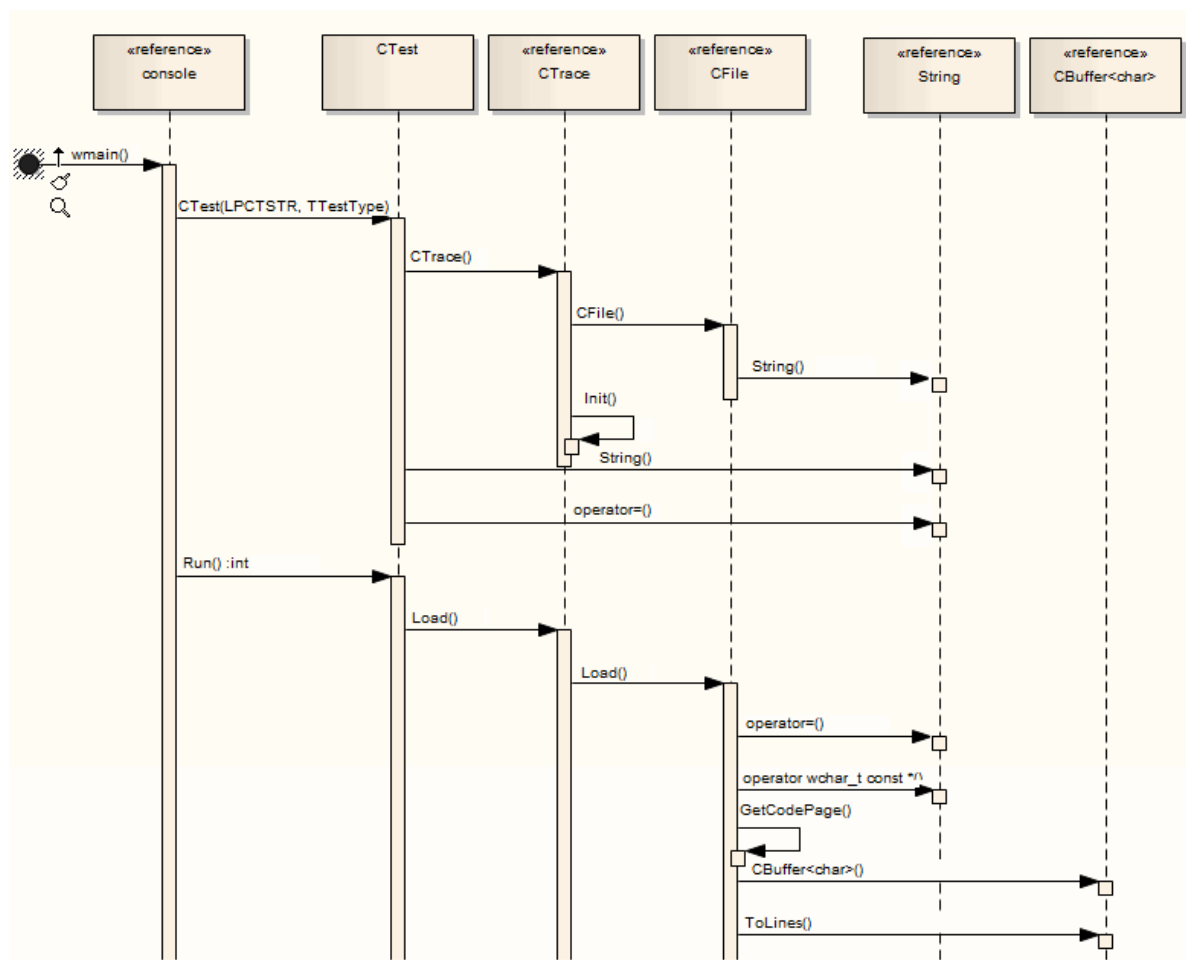 «reference»
console
CTest
«reference»
CTrace
«reference»
CFile
«reference»
String
«reference»
CBuffer<char>
wmain()
CTest(LPCTSTR, TTestType)
CTrace()
CFile()
String()
Init()
String()
operator=()
Run() :int
Load()
Load()
operator=()
operator wchar_t const *()
GetCodePage()
CBuffer<char>()
ToLines()